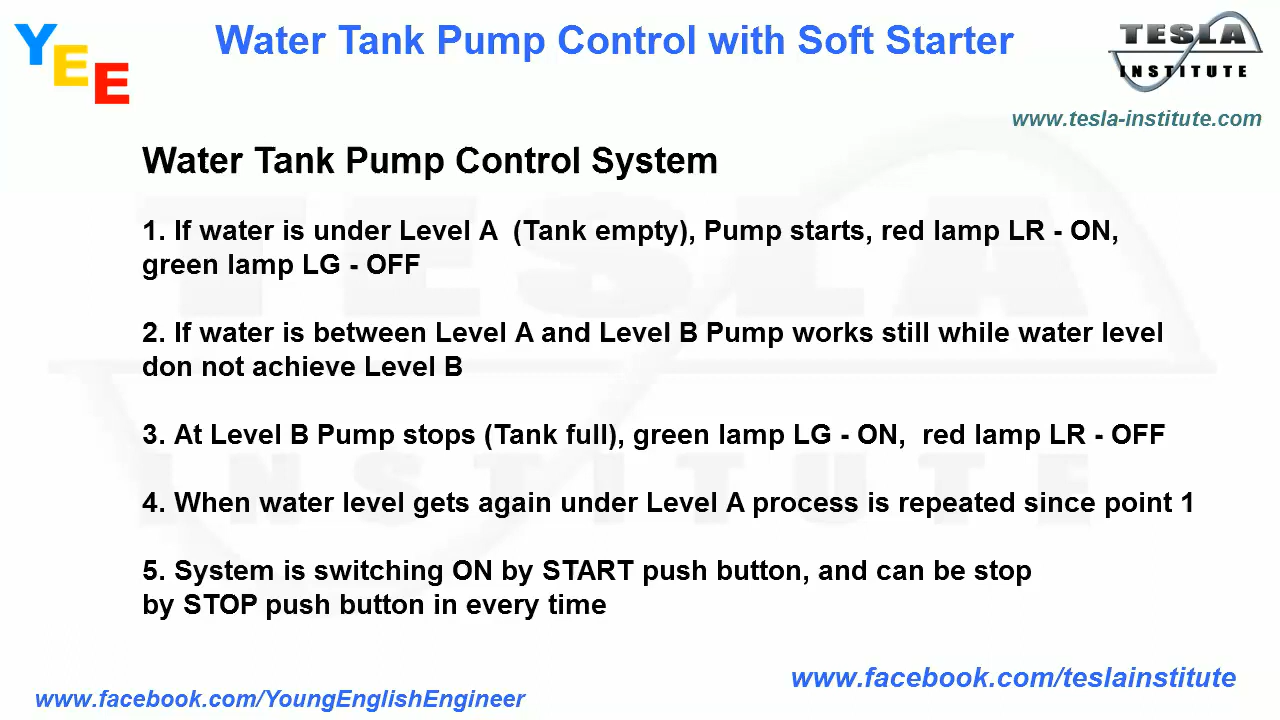 YEE
Water Tank Pump Control with Soft Starter
TESLA
INSTITUTE
www.tesla-institute.com
Water Tank Pump Control System
1. If water is under Level A (Tank empty), Pump starts, red lamp LR - ON,
green lamp LG - OFF
2. If water is between Level A and Level B Pump works still while water level
don not achieve Level B
3. At Level B Pump stops (Tank full), green lamp LG - ON, red lamp LR - OFF
4. When water level gets again under Level A process is repeated since point 1
5. System is switching ON by START push button, and can be stop
by STOP push button in every time
TESLA
INSTITUTE
www.facebook.com/YoungEnglishEngineer
www.facebook.com/teslainstitute